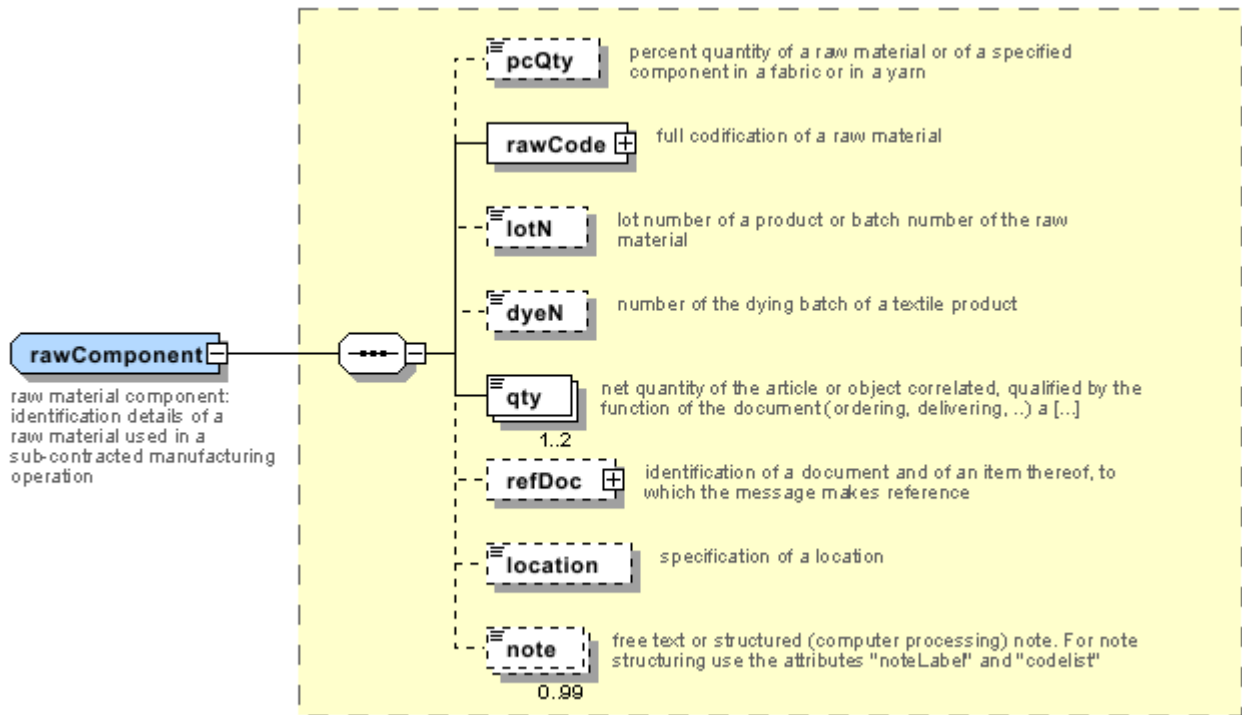 pcQty
percent quantity of a raw material or of a specified
component in a fabric or in a yarn
rawCode
full codification of a raw material
lotN
lot number of a product or batch number of the raw
material
dyeN
number of the dying batch of a textile product
rawComponent
raw material component:
identification details of a
raw material used in a
sub-contracted manufacturing
operation
qty
net quantity of the article or object correlated, qualified by the
function of the document (ordering, delivering, ..) a [...]
1..2
refDoc
identification of a document and of an item thereof, to
which the message makes reference
location
specification of a location
note
free text or structured (computer processing) note. For note
structuring use the attributes "noteLabel" and "codelist"
0..99